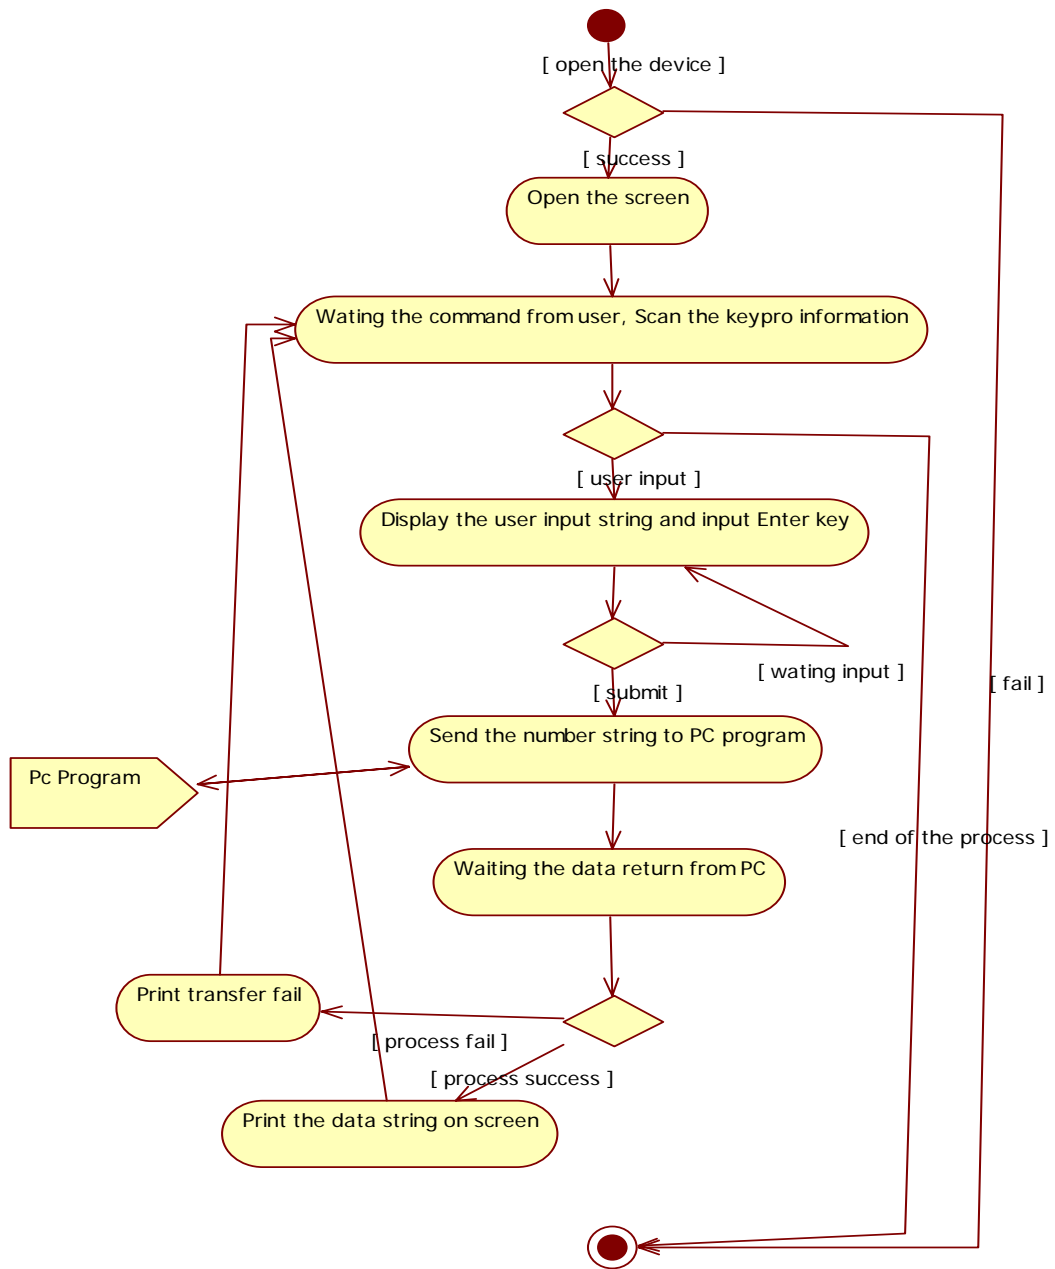 [ open the device ]
[ success ]
Open the screen
Wating the command from user, Scan the keypro information
[ user input ]
Display the user input string and input Enter key
[ wating input ]
[ fail ]
[ submit ]
Send the number string to PC program
Pc Program
[ end of the process ]
Waiting the data return from PC
Print transfer fail
[ process fail ]
[ process success ]
Print the data string on screen